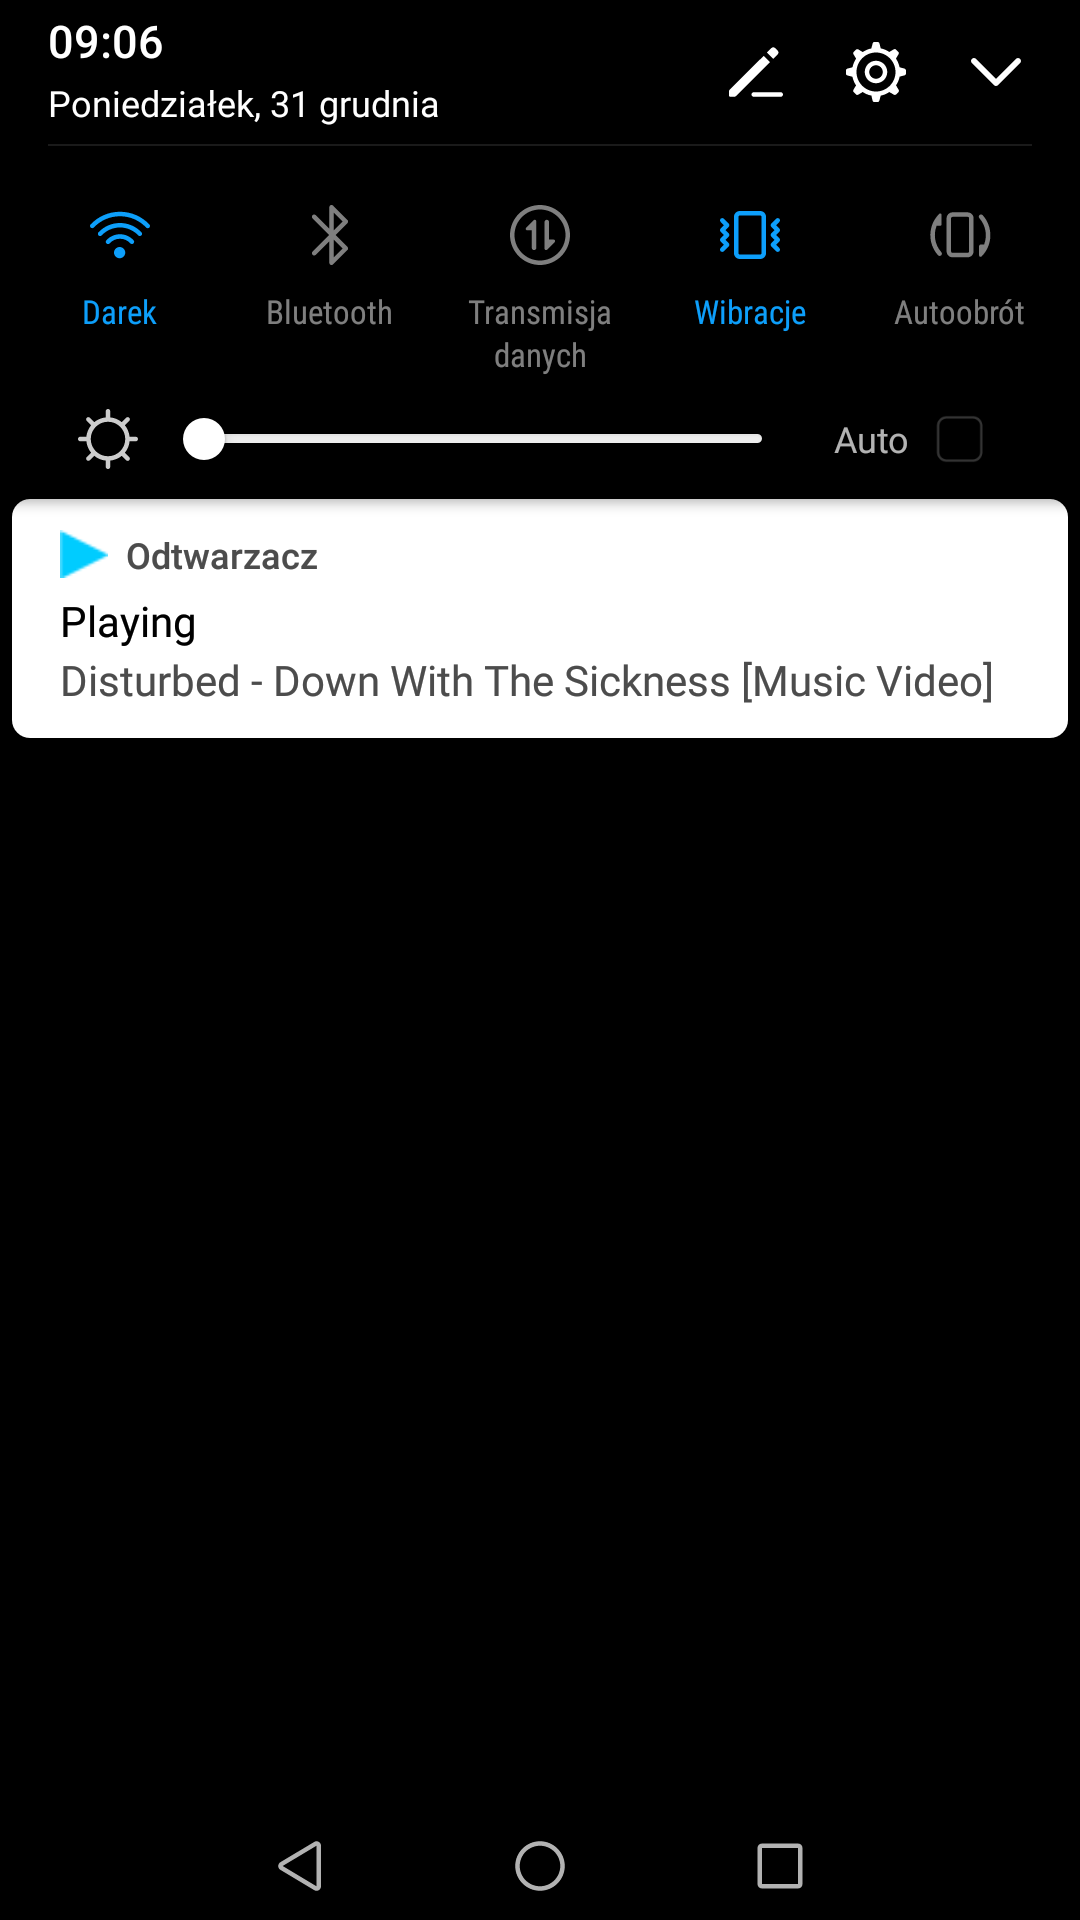 09:06
Poniedziałek, 31 grudnia
Darek
Bluetooth
Transmisja
danych
Wibracje
Autoobrót
Auto
Odtwarzacz
Playing
Disturbed - Down With The Sickness [Music Video]